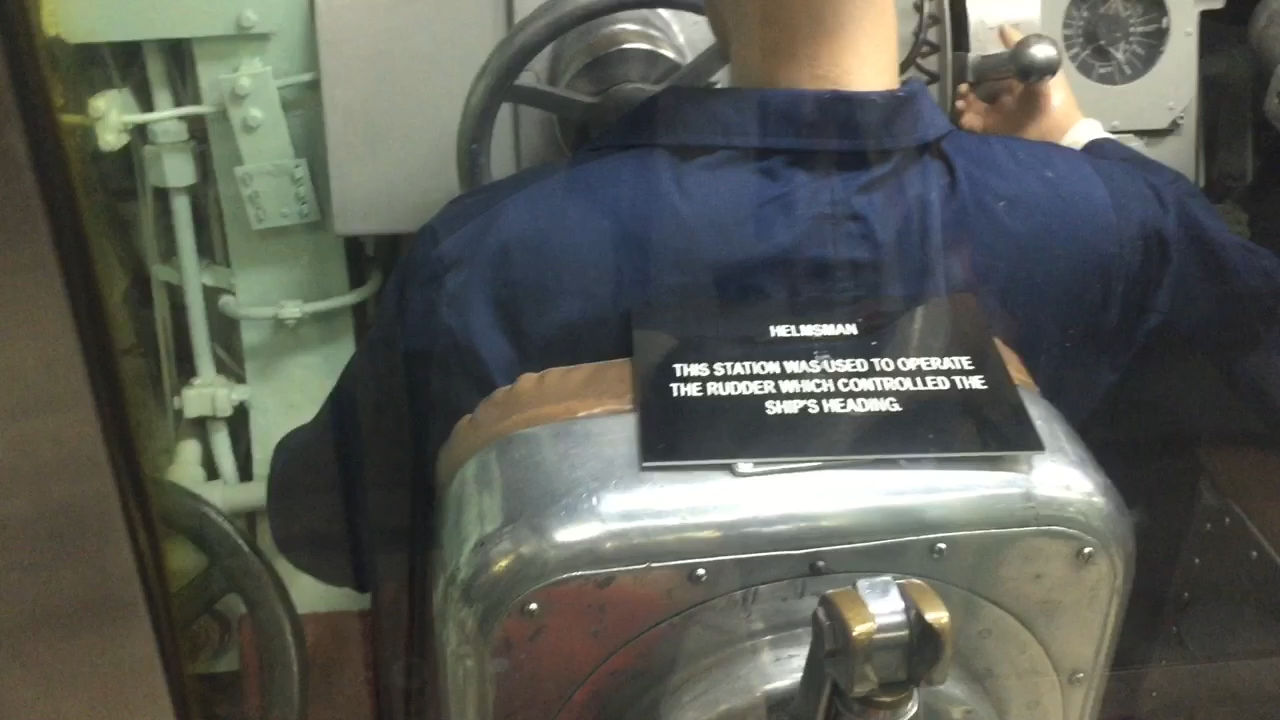 HELMSMAN
THIS STATION WAS USED TO OPERATE
THE RUDDER WHICH CONTROLLED THE
SHIP'S HEADING.